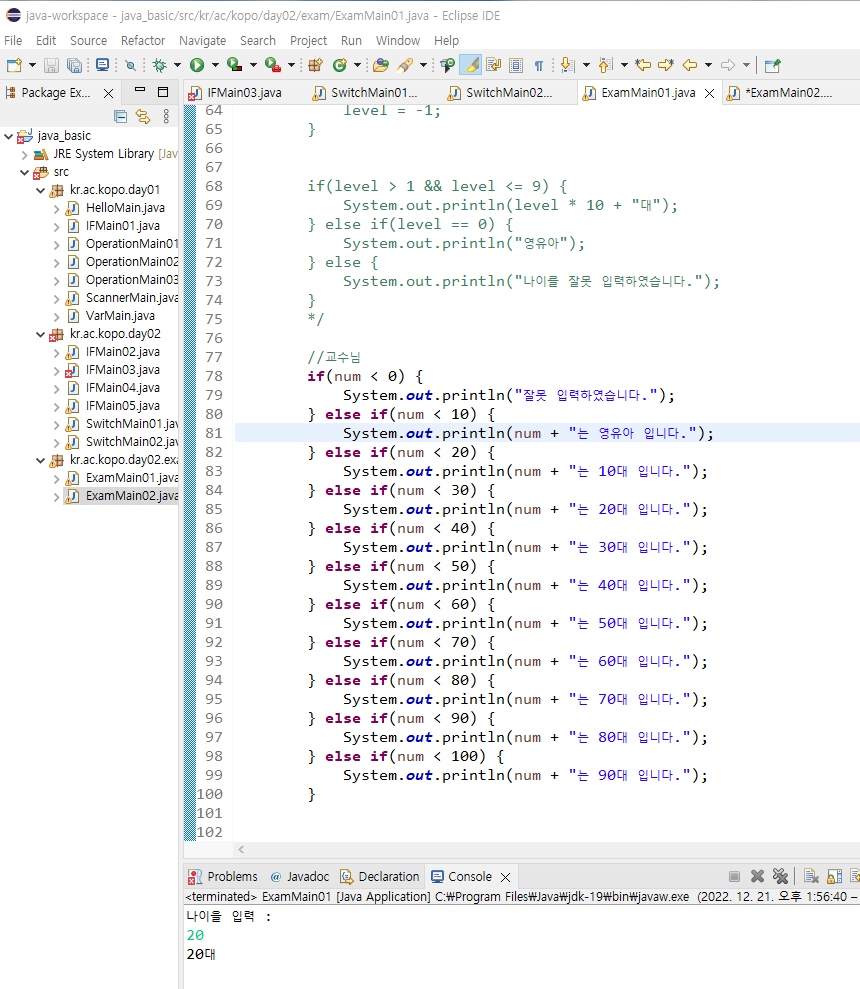 java-workspace - java_basic/src/kr/ac/kopo/day02/exam/ExamMain01.java - Eclipse IDE
File Edit Source Refactor Navigate Search Project Run Window Help
Package Ex...
IFMain03.java SwitchMain01... SwitchMain02... ExamMain01.java *ExamMain02....
java_basic
JRE System Library [Jav
src
kr.ac.kopo.day01
HelloMain.java
IFMain01.java
OperationMain01
OperationMain02
OperationMain03
ScannerMain.java
VarMain.java
kr.ac.kopo.day02
IFMain02.java
IFMain03.java
IFMain04.java
IFMain05.java
SwitchMain01.jav
SwitchMain02.jav
kr.ac.kopo.day02.exa
ExamMain01.java
ExamMain02.java
64 level = -1;
65 }
66
67
68 if(level > 1 && level <= 9) {
69 System.out.println(level * 10 + "대");
70 } else if(level == 0) {
71 System.out.println("영유아");
72 } else {
73 System.out.println("나이를 잘못 입력하였습니다.");
74 }
75 */
76
77 //교수님
78 if(num < 0) {
79 System.out.println("잘못 입력하였습니다.");
80 } else if(num < 10) {
81 System.out.println(num + "는 영유아 입니다.");
82 } else if(num < 20) {
83 System.out.println(num + "는 10대 입니다.");
84 } else if(num < 30) {
85 System.out.println(num + "는 20대 입니다.");
86 } else if(num < 40) {
87 System.out.println(num + "는 30대 입니다.");
88 } else if(num < 50) {
89 System.out.println(num + "는 40대 입니다.");
90 } else if(num < 60) {
91 System.out.println(num + "는 50대 입니다.");
92 } else if(num < 70) {
93 System.out.println(num + "는 60대 입니다.");
94 } else if(num < 80) {
95 System.out.println(num + "는 70대 입니다.");
96 } else if(num < 90) {
97 System.out.println(num + "는 80대 입니다.");
98 } else if(num < 100) {
99 System.out.println(num + "는 90대 입니다.");
100 }
101
102
Problems Javadoc Declaration Console
<terminated> ExamMain01 [Java Application] C:₩Program Files₩Java₩jdk-19₩bin₩javaw.exe (2022. 12. 21. 오후 1:56:40 –
나이을 입력 :
20
20대